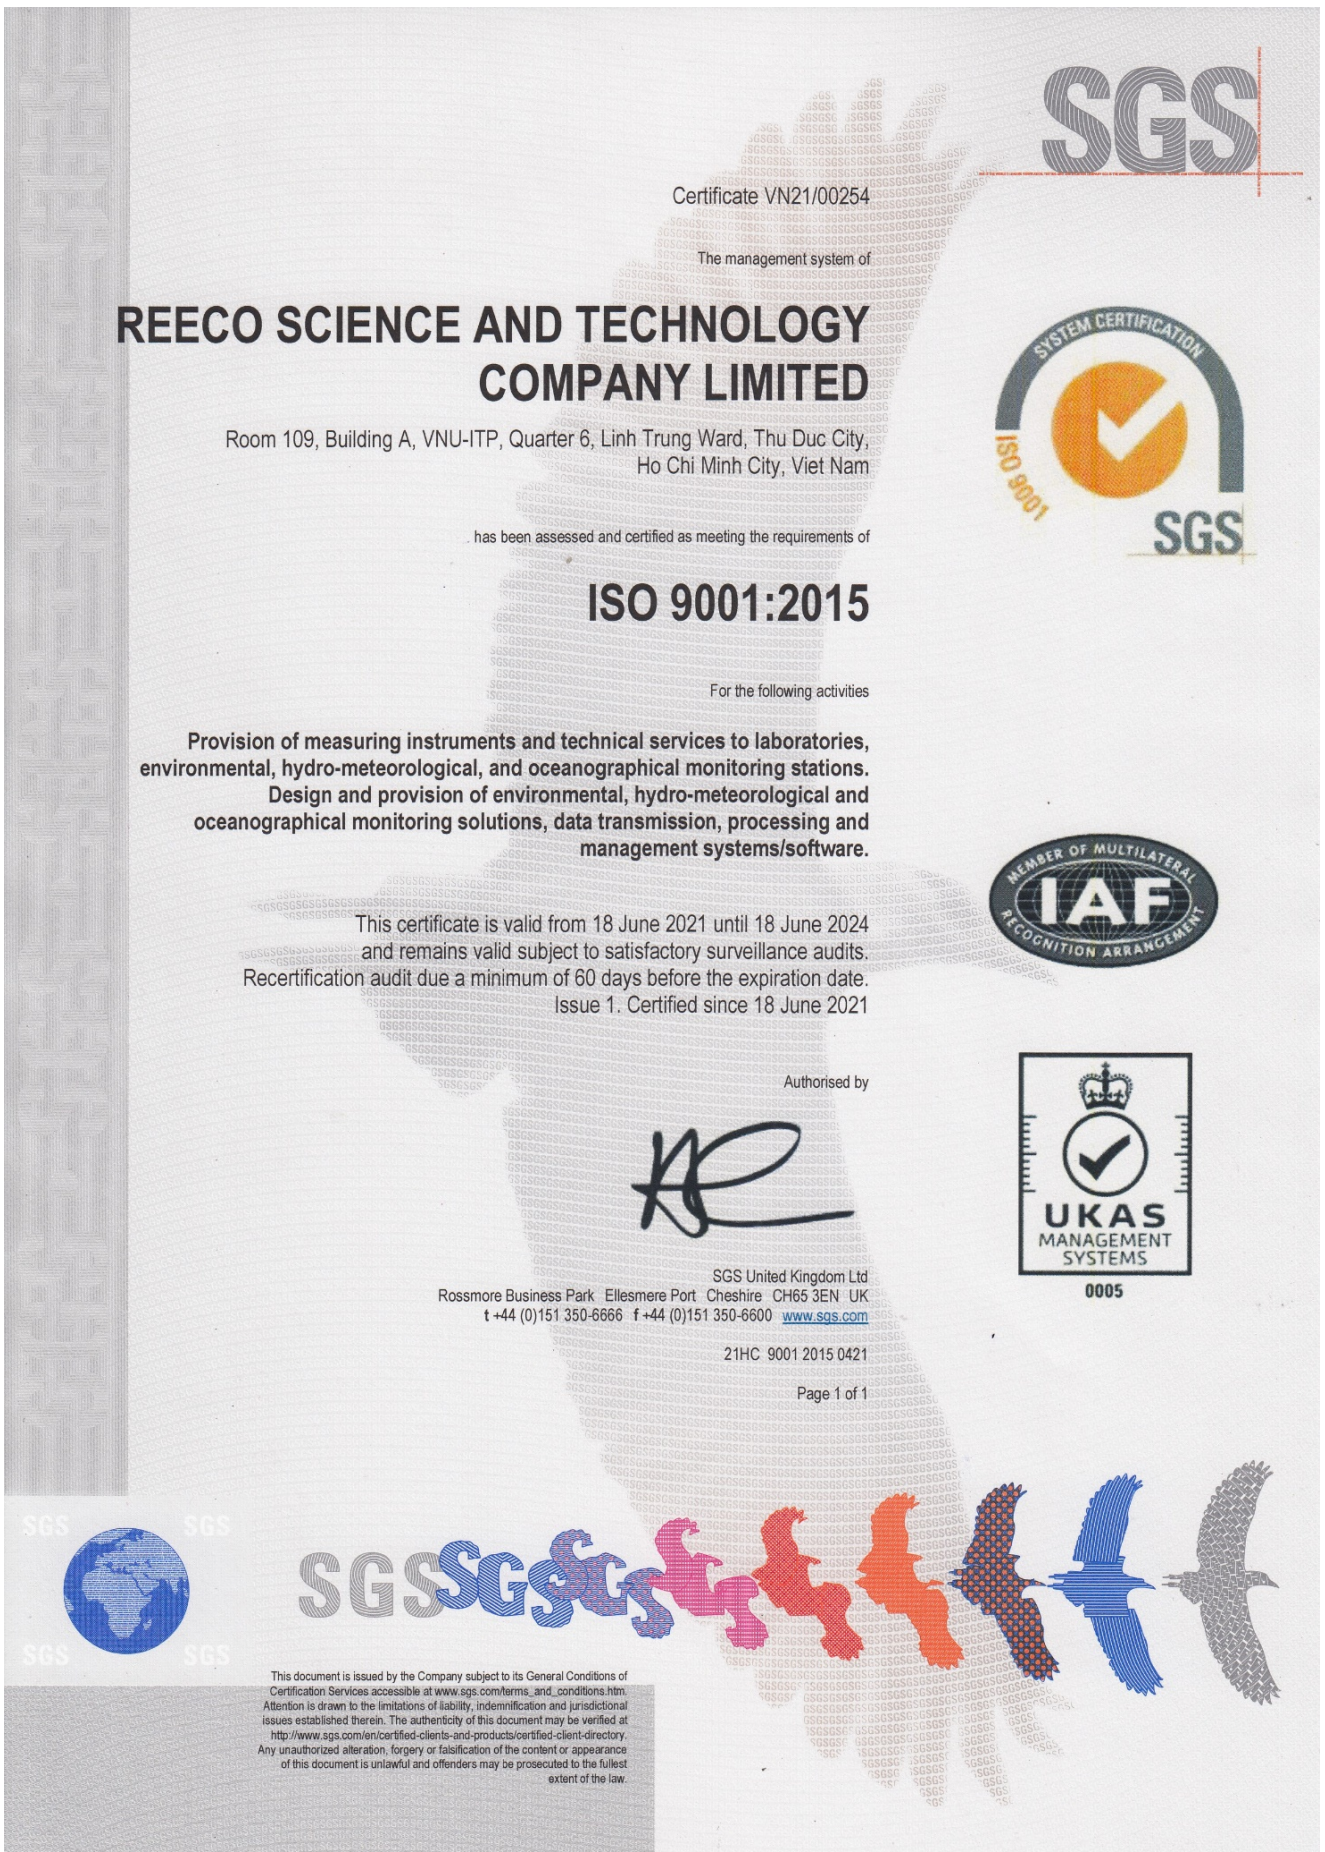 SGS
Certificate VN21/00254
The management system of
REECO SCIENCE AND TECHNOLOGY
COMPANY LIMITED
Room 109, Building A, VNU-ITP, Quarter 6, Linh Trung Ward, Thu Duc City,
Ho Chi Minh City, Viet Nam
SYSTEM CERTIFICATION
ISO 9001
SGS
has been assessed and certified as meeting the requirements of
ISO 9001:2015
For the following activities
Provision of measuring instruments and technical services to laboratories,
environmental, hydro-meteorological, and oceanographical monitoring stations.
Design and provision of environmental, hydro-meteorological and
oceanographical monitoring solutions, data transmission, processing and
management systems/software.
MEMBER OF MULTILATERAL
IAF
RECOGNITION ARRANGEMENT
This certificate is valid from 18 June 2021 until 18 June 2024
and remains valid subject to satisfactory surveillance audits.
Recertification audit due a minimum of 60 days before the expiration date.
Issue 1. Certified since 18 June 2021
Authorised by
UKAS
MANAGEMENT
SYSTEMS
0005
SGS United Kingdom Ltd
Rossmore Business Park Ellesmere Port Cheshire CH65 3EN UK
t +44 (0)151 350-6666 f +44 (0)151 350-6600 www.sgs.com
21HC 9001 2015 0421
Page 1 of 1
SGS SGS
SGS SGS SGS
SGS SGS
This document is issued by the Company subject to its General Conditions of
Certification Services accessible at www.sgs.com/terms_and_conditions.htm.
Attention is drawn to the limitations of liability, indemnification and jurisdictional
issues established therein. The authenticity of this document may be verified at
http://www.sgs.com/en/certified-clients-and-products/certified-client-directory.
Any unauthorized alteration, forgery or falsification of the content or appearance
of this document is unlawful and offenders may be prosecuted to the fullest
extent of the law.